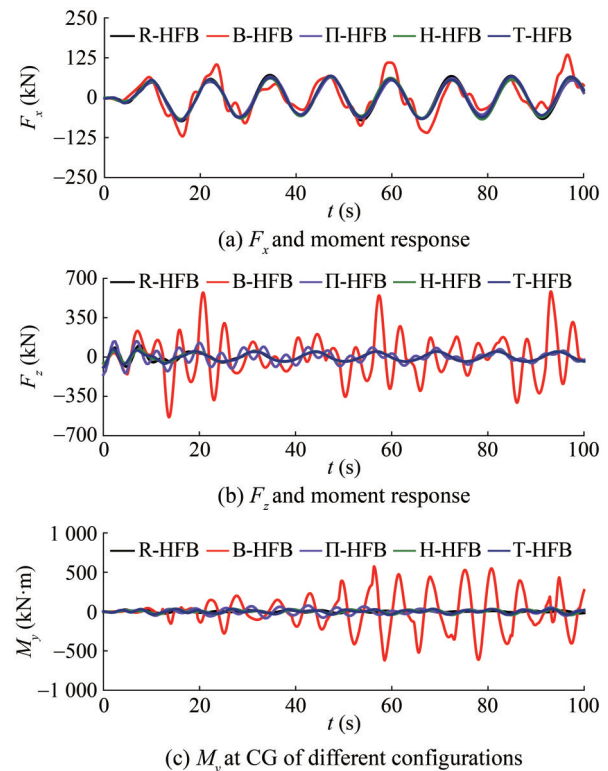 250
R-HFB B-HFB Π-HFB H-HFB T-HFB
125
0
−125
−250
F_x (kN)
0 20 40 60 80 100
t (s)
(a) F_x and moment response
700
R-HFB B-HFB Π-HFB H-HFB T-HFB
350
0
−350
−700
F_z (kN)
0 20 40 60 80 100
t (s)
(b) F_z and moment response
1 000
R-HFB B-HFB Π-HFB H-HFB T-HFB
500
0
−500
−1 000
M_y (kN·m)
0 20 40 60 80 100
t (s)
(c) M_y at CG of different configurations